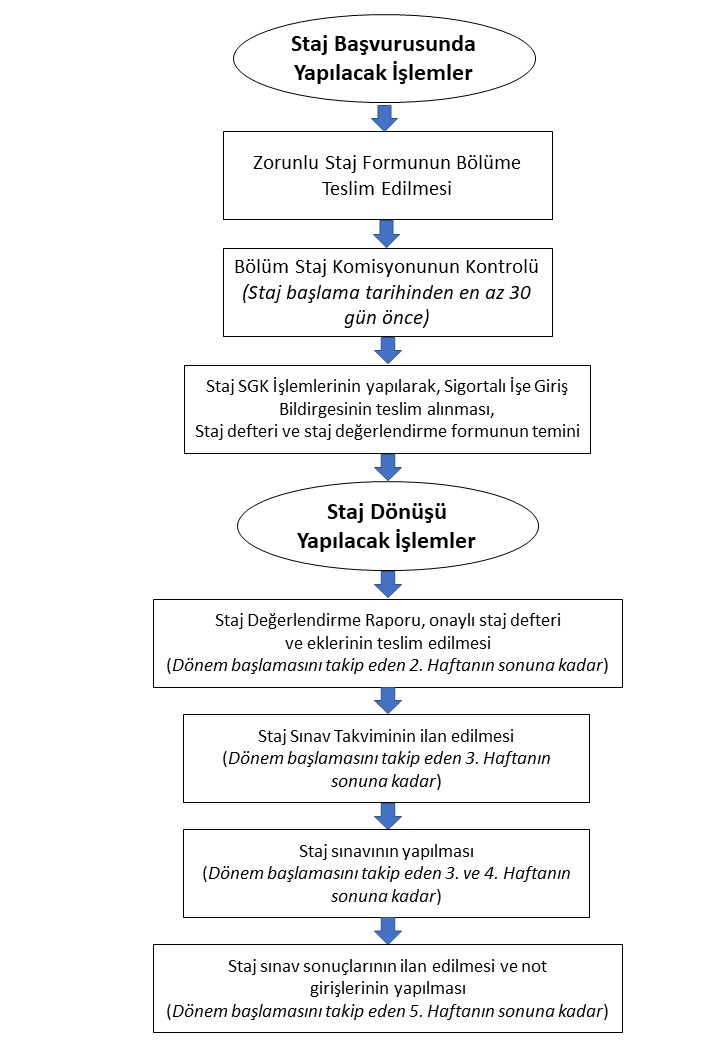 Staj Başvurusunda
Yapılacak İşlemler
Zorunlu Staj Formunun Bölüme
Teslim Edilmesi
Bölüm Staj Komisyonunun Kontrolü
(Staj başlama tarihinden en az 30
gün önce)
Staj SGK İşlemlerinin yapılarak, Sigortalı İşe Giriş
Bildirgesinin teslim alınması,
Staj defteri ve staj değerlendirme formunun temini
Staj Dönüşü
Yapılacak İşlemler
Staj Değerlendirme Raporu, onaylı staj defteri
ve eklerinin teslim edilmesi
(Dönem başlamasını takip eden 2. Haftanın sonuna kadar)
Staj Sınav Takviminin ilan edilmesi
(Dönem başlamasını takip eden 3. Haftanın
sonuna kadar)
Staj sınavının yapılması
(Dönem başlamasını takip eden 3. ve 4. Haftanın
sonuna kadar)
Staj sınav sonuçlarının ilan edilmesi ve not
girişlerinin yapılması
(Dönem başlamasını takip eden 5. Haftanın sonuna kadar)